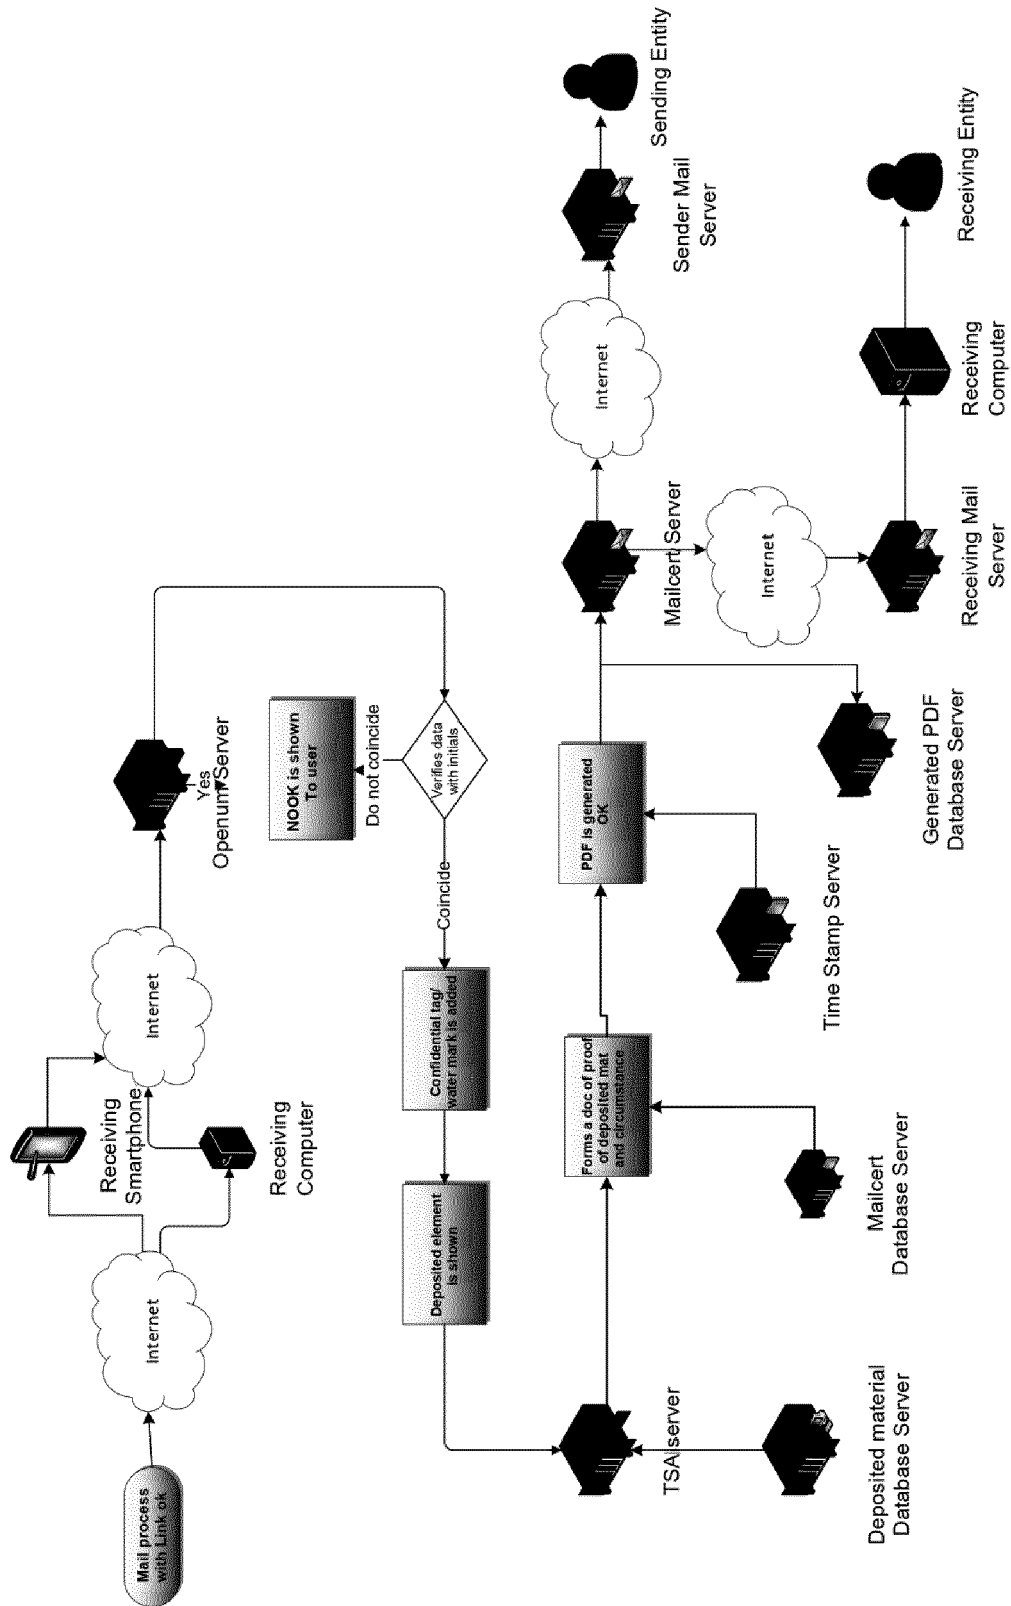 Mail process
with Link ok
Internet
Receiving
Smartphone
Receiving
Computer
Internet
Yes
Openum Server
Verifies data
with initials
Do not coincide
NOOK is shown
To user
Coincide
Confidential tag/
water mark is added
Deposited element
is shown
TSA server
Deposited material
Database Server
Forms a doc of proof
of deposited mat
and circumstance
Mailcert
Database Server
PDF is generated
OK
Time Stamp Server
Generated PDF
Database Server
Mailcert Server
Internet
Sender Mail
Server
Sending Entity
Internet
Receiving Mail
Server
Receiving
Computer
Receiving Entity